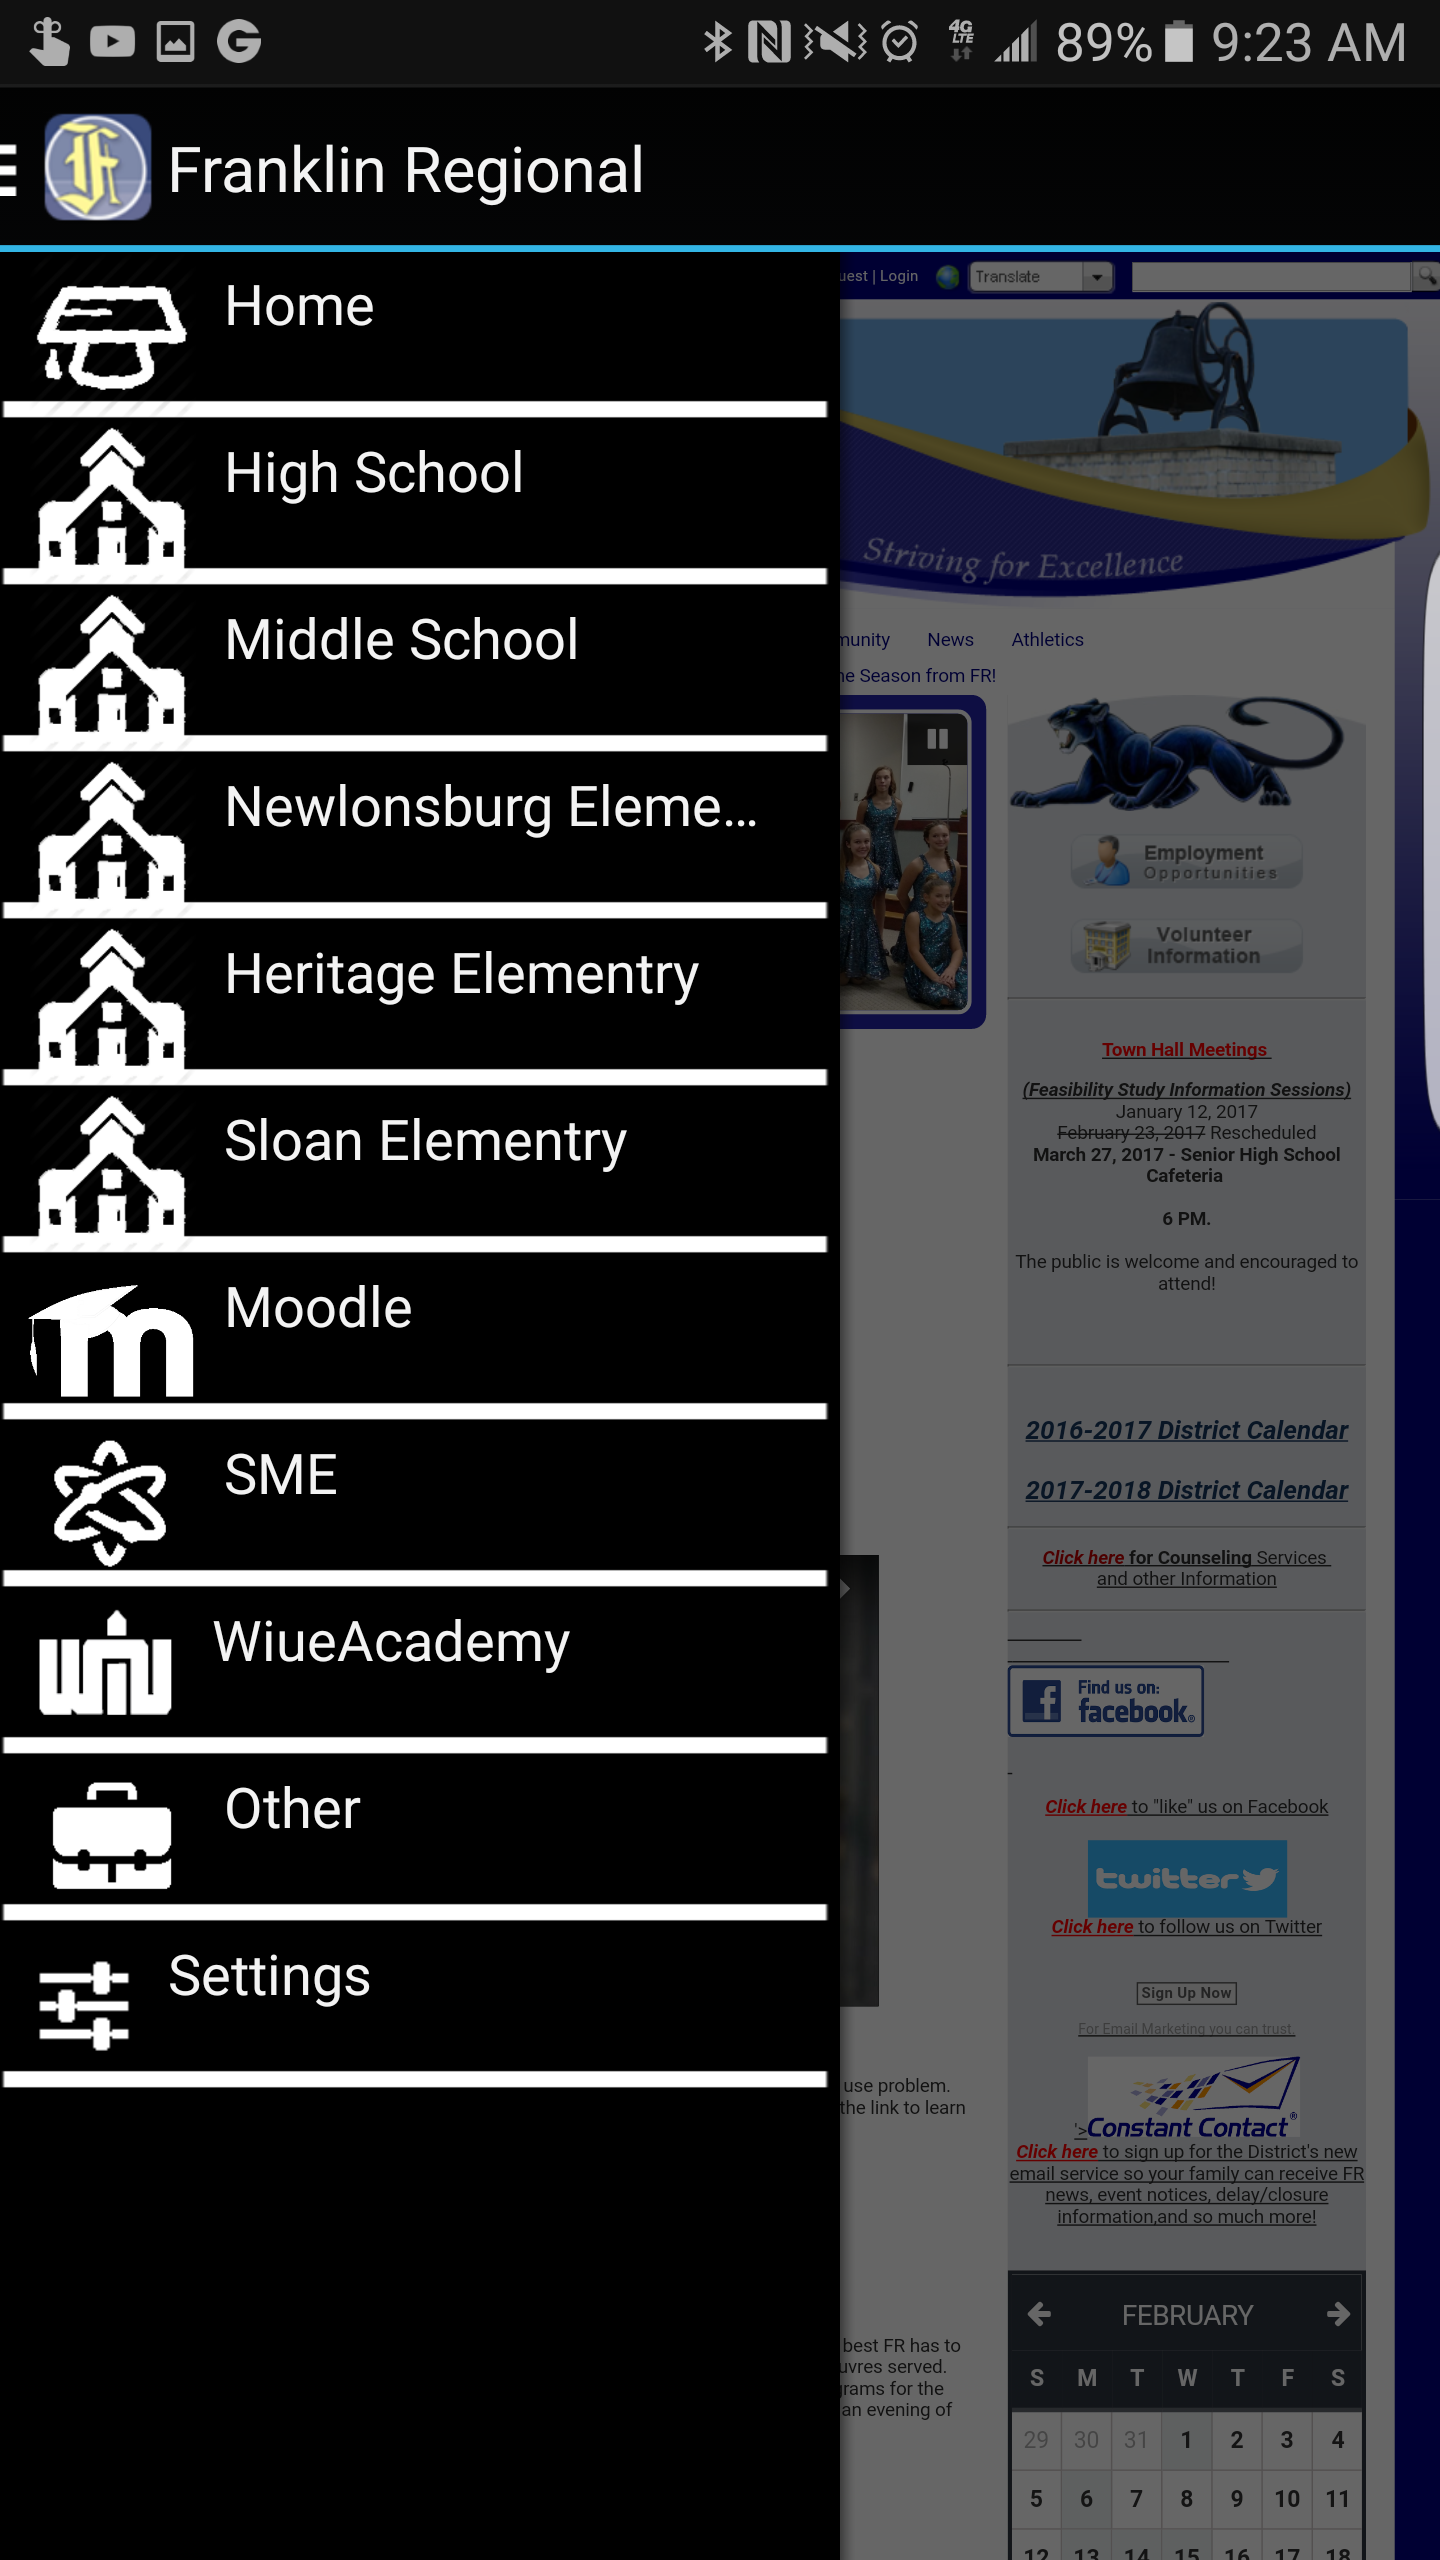 89% 9:23 AM
4G
LTE
Franklin Regional
Home
High School
Middle School
Newlonsburg Eleme...
Heritage Elementry
Sloan Elementry
Moodle
SME
WiueAcademy
Other
Settings
uest | Login
Translate
Striving for Excellence
munity News Athletics
ne Season from FR!
Employment
Opportunities
Volunteer
Information
Town Hall Meetings
(Feasibility Study Information Sessions)
January 12, 2017
February 23, 2017 Rescheduled
March 27, 2017 - Senior High School
Cafeteria
6 PM.
The public is welcome and encouraged to
attend!
2016-2017 District Calendar
2017-2018 District Calendar
Click here for Counseling Services
and other Information
Find us on:
facebook®
Click here to "like" us on Facebook
twitter
Click here to follow us on Twitter
Sign Up Now
For Email Marketing you can trust.
'>Constant Contact®
Click here to sign up for the District's new
email service so your family can receive FR
news, event notices, delay/closure
information,and so much more!
use problem.
the link to learn
best FR has to
uvres served.
grams for the
an evening of
FEBRUARY
S M T W T F S
29 30 31 1 2 3 4
5 6 7 8 9 10 11
12 13 14 15 16 17 18